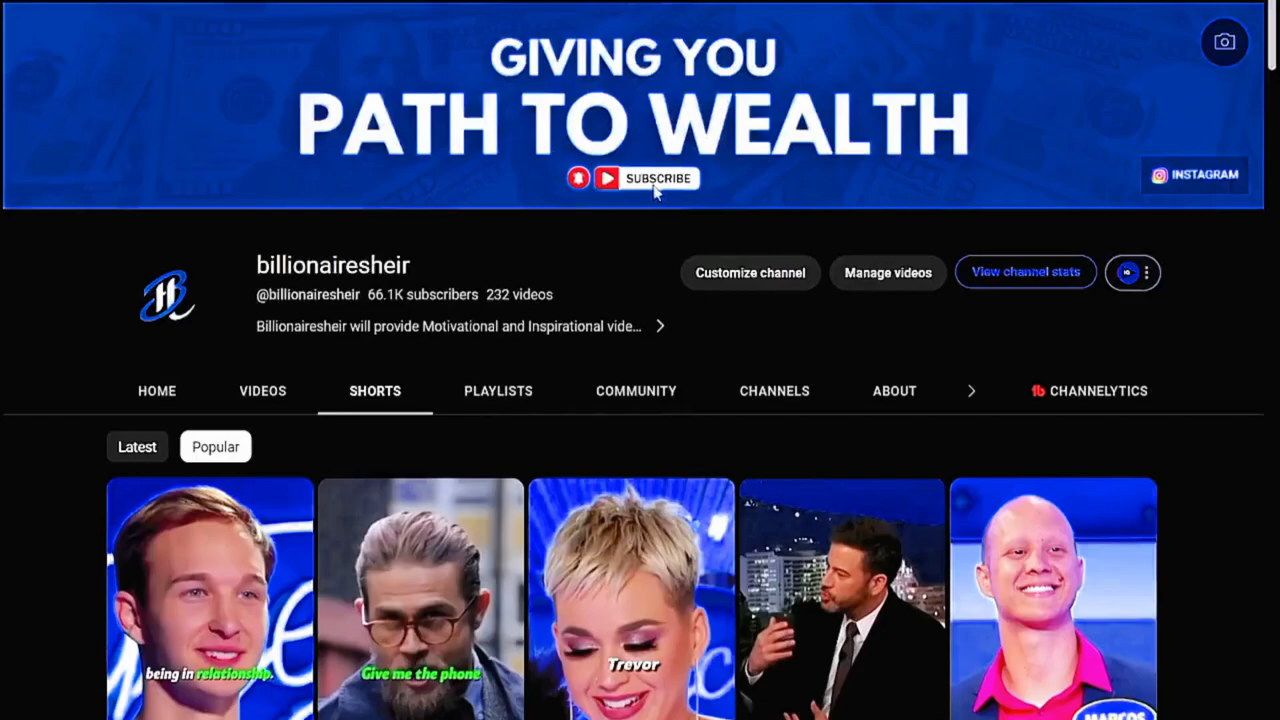 GIVING YOU
PATH TO WEALTH
SUBSCRIBE
INSTAGRAM
billionairesheir
@billionairesheir 66.1K subscribers 232 videos
Billionairesheir will provide Motivational and Inspirational vide...
Customize channel
Manage videos
View channel stats
HOME
VIDEOS
SHORTS
PLAYLISTS
COMMUNITY
CHANNELS
ABOUT
CHANNELYTICS
Latest
Popular
being in relationship.
Give me the phone
Trevor
MARCOS